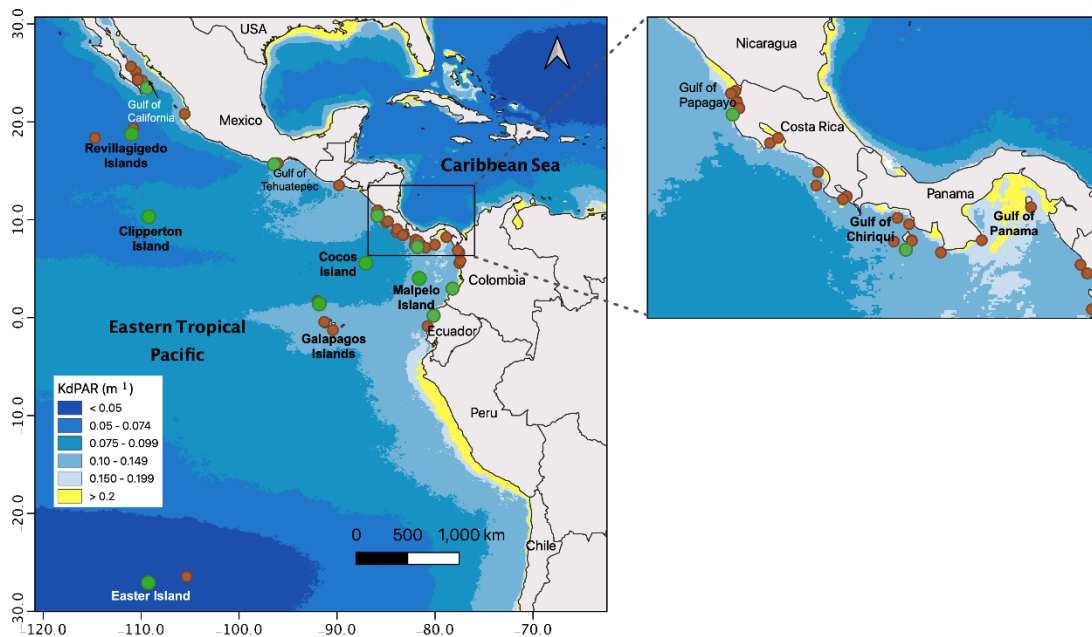 30.0
20.0
10.0
0.0
−10.0
−20.0
30.0
−120.0
−110.0
−100.0
−90.0
−80.0
−70.0
USA
Gulf of
California
Mexico
Revillagigedo
Islands
Gulf of
Tehuatepec
Caribbean Sea
Clipperton
Island
Cocos
Island
Malpelo
Island
Colombia
Eastern Tropical
Pacific
Galapagos
Islands
Ecuador
Peru
KdPAR (m⁻¹)
< 0.05
0.05 - 0.074
0.075 - 0.099
0.10 - 0.149
0.150 - 0.199
> 0.2
0 500 1,000 km
Chile
Easter Island
Nicaragua
Gulf of
Papagayo
Costa Rica
Panama
Gulf of
Chiriquí
Gulf of
Panama